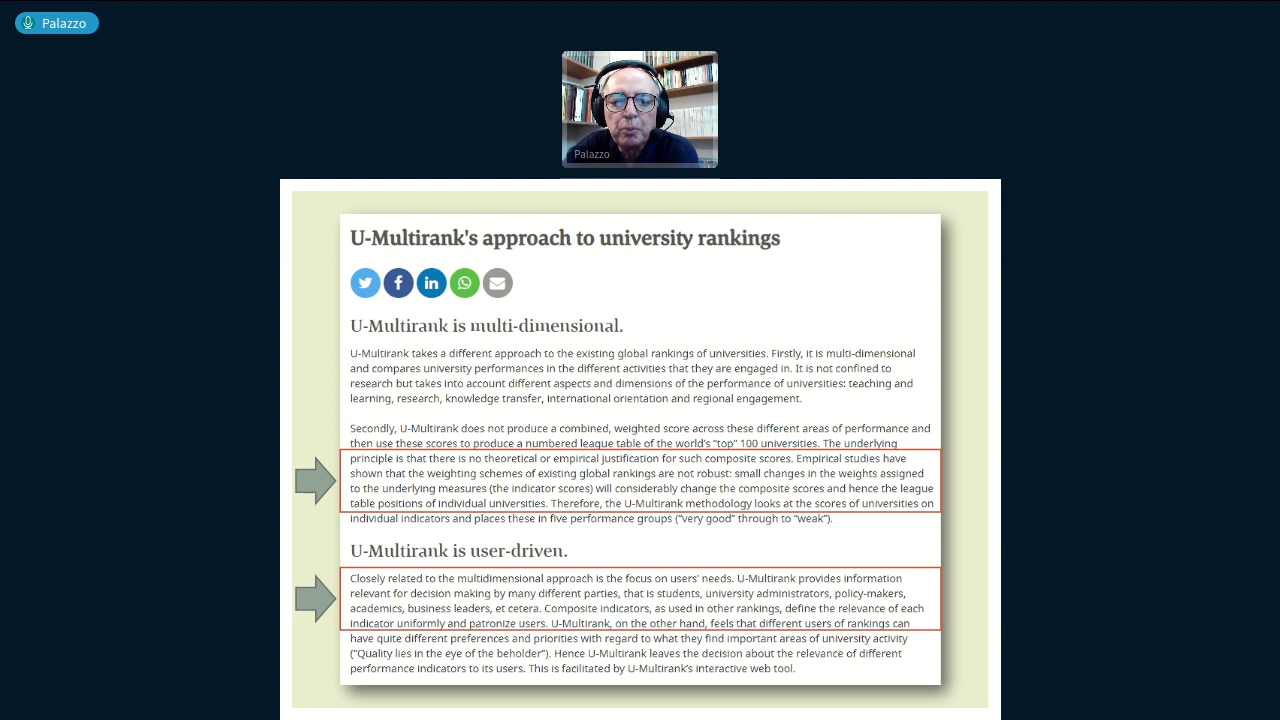 Palazzo
Palazzo
U-Multirank's approach to university rankings
U-Multirank is multi-dimensional.
U-Multirank takes a different approach to the existing global rankings of universities. Firstly, it is multi-dimensional
and compares university performances in the different activities that they are engaged in. It is not confined to
research but takes into account different aspects and dimensions of the performance of universities: teaching and
learning, research, knowledge transfer, international orientation and regional engagement.
Secondly, U-Multirank does not produce a combined, weighted score across these different areas of performance and
then use these scores to produce a numbered league table of the world's “top” 100 universities. The underlying
principle is that there is no theoretical or empirical justification for such composite scores. Empirical studies have
shown that the weighting schemes of existing global rankings are not robust: small changes in the weights assigned
to the underlying measures (the indicator scores) will considerably change the composite scores and hence the league
table positions of individual universities. Therefore, the U-Multirank methodology looks at the scores of universities on
individual indicators and places these in five performance groups (“very good” through to “weak”).
U-Multirank is user-driven.
Closely related to the multidimensional approach is the focus on users' needs. U-Multirank provides information
relevant for decision making by many different parties, that is students, university administrators, policy-makers,
academics, business leaders, et cetera. Composite indicators, as used in other rankings, define the relevance of each
indicator uniformly and patronize users. U-Multirank, on the other hand, feels that different users of rankings can
have quite different preferences and priorities with regard to what they find important areas of university activity
(“Quality lies in the eye of the beholder”). Hence U-Multirank leaves the decision about the relevance of different
performance indicators to its users. This is facilitated by U-Multirank's interactive web tool.